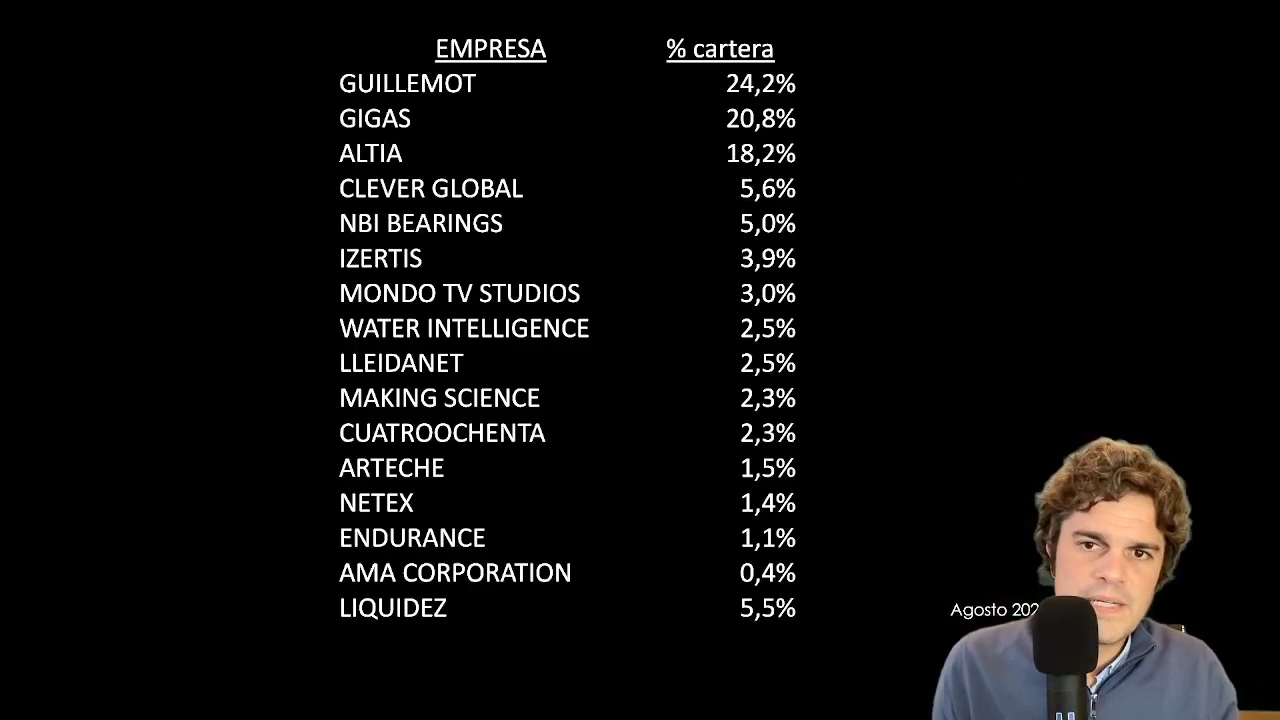 EMPRESA % cartera
GUILLEMOT 24,2%
GIGAS 20,8%
ALTIA 18,2%
CLEVER GLOBAL 5,6%
NBI BEARINGS 5,0%
IZERTIS 3,9%
MONDO TV STUDIOS 3,0%
WATER INTELLIGENCE 2,5%
LLEIDANET 2,5%
MAKING SCIENCE 2,3%
CUATROOCHENTA 2,3%
ARTECHE 1,5%
NETEX 1,4%
ENDURANCE 1,1%
AMA CORPORATION 0,4%
LIQUIDEZ 5,5%
Agosto